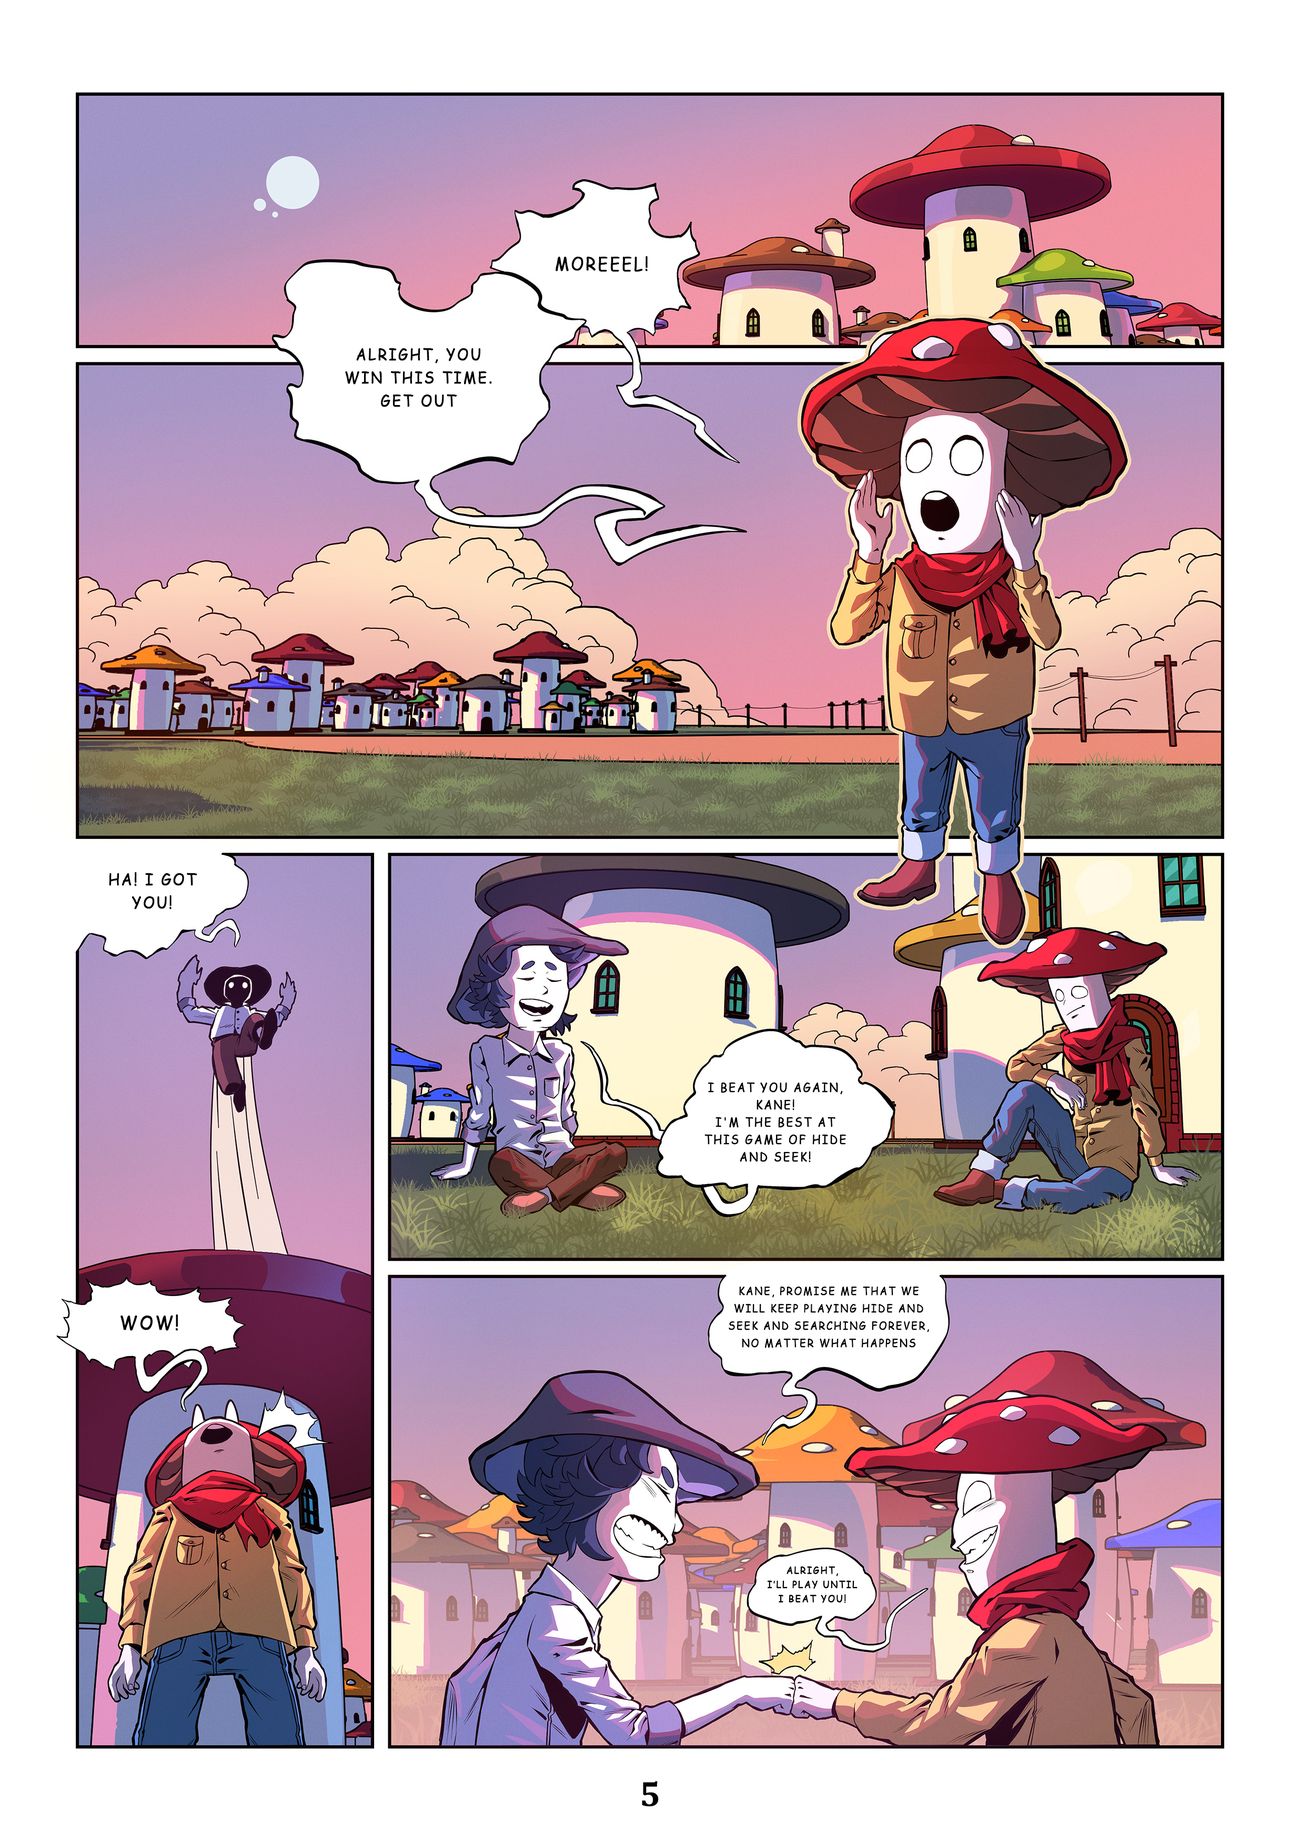 MOREEEL!
ALRIGHT, YOU
WIN THIS TIME.
GET OUT
HA! I GOT
YOU!
WOW!
I BEAT YOU AGAIN,
KANE!
I'M THE BEST AT
THIS GAME OF HIDE
AND SEEK!
KANE, PROMISE ME THAT WE
WILL KEEP PLAYING HIDE AND
SEEK AND SEARCHING FOREVER,
NO MATTER WHAT HAPPENS
ALRIGHT,
I'LL PLAY UNTIL
I BEAT YOU!
5